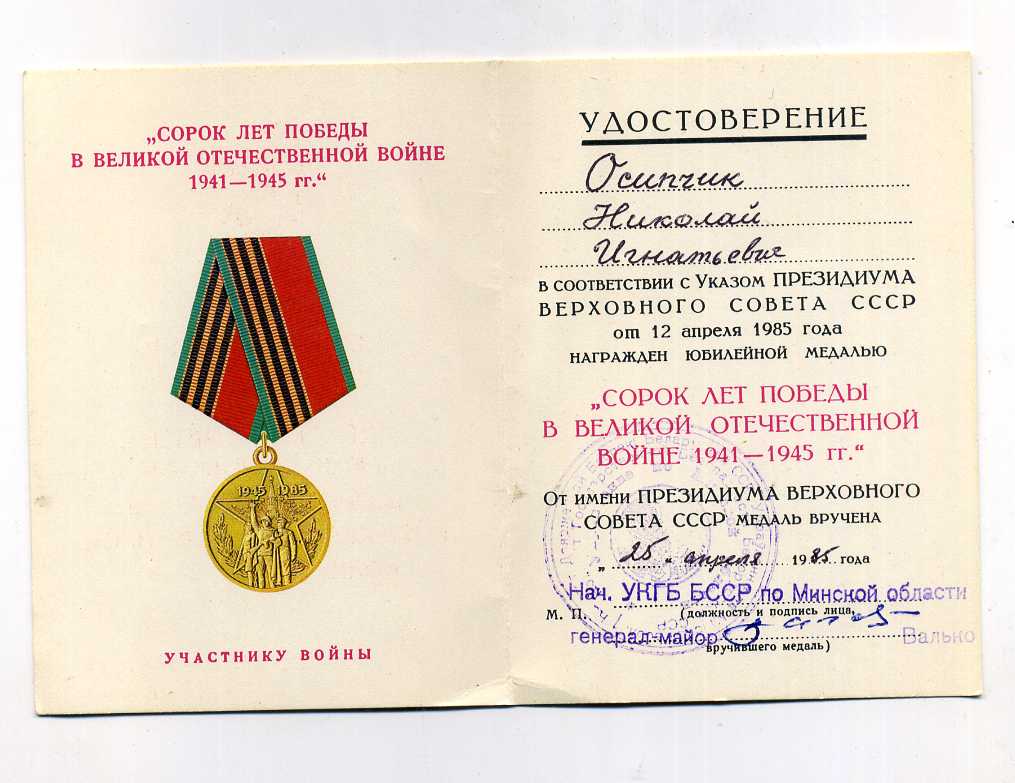 „СОРОК ЛЕТ ПОБЕДЫ
В ВЕЛИКОЙ ОТЕЧЕСТВЕННОЙ ВОЙНЕ
1941—1945 гг.“
1945 1985
УЧАСТНИКУ ВОЙНЫ
УДОСТОВЕРЕНИЕ
Осипчик
Николай
Игнатьевич
В СООТВЕТСТВИИ С УКАЗОМ ПРЕЗИДИУМА
ВЕРХОВНОГО СОВЕТА СССР
от 12 апреля 1985 года
НАГРАЖДЕН ЮБИЛЕЙНОЙ МЕДАЛЬЮ
„СОРОК ЛЕТ ПОБЕДЫ
В ВЕЛИКОЙ ОТЕЧЕСТВЕННОЙ
ВОЙНЕ 1941—1945 гг.“
ОТ ИМЕНИ ПРЕЗИДИУМА ВЕРХОВНОГО
СОВЕТА СССР МЕДАЛЬ ВРУЧЕНА
„25“ апреля 1985 года
Нач. УКГБ БССР по Минской области
М. П. (должность и подпись лица,
генерал-майор Валько
вручившего медаль)